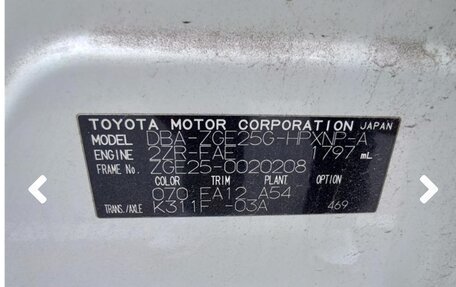 TOYOTA MOTOR CORPORATION JAPAN
MODEL DBA-ZGE25G-HPXNP-A
ENGINE 2ZR-FAE 1797 mL
FRAME No. ZGE25-0020208
COLOR TRIM PLANT OPTION
070 FA12 A54
TRANS./AXLE K311F -03A 469